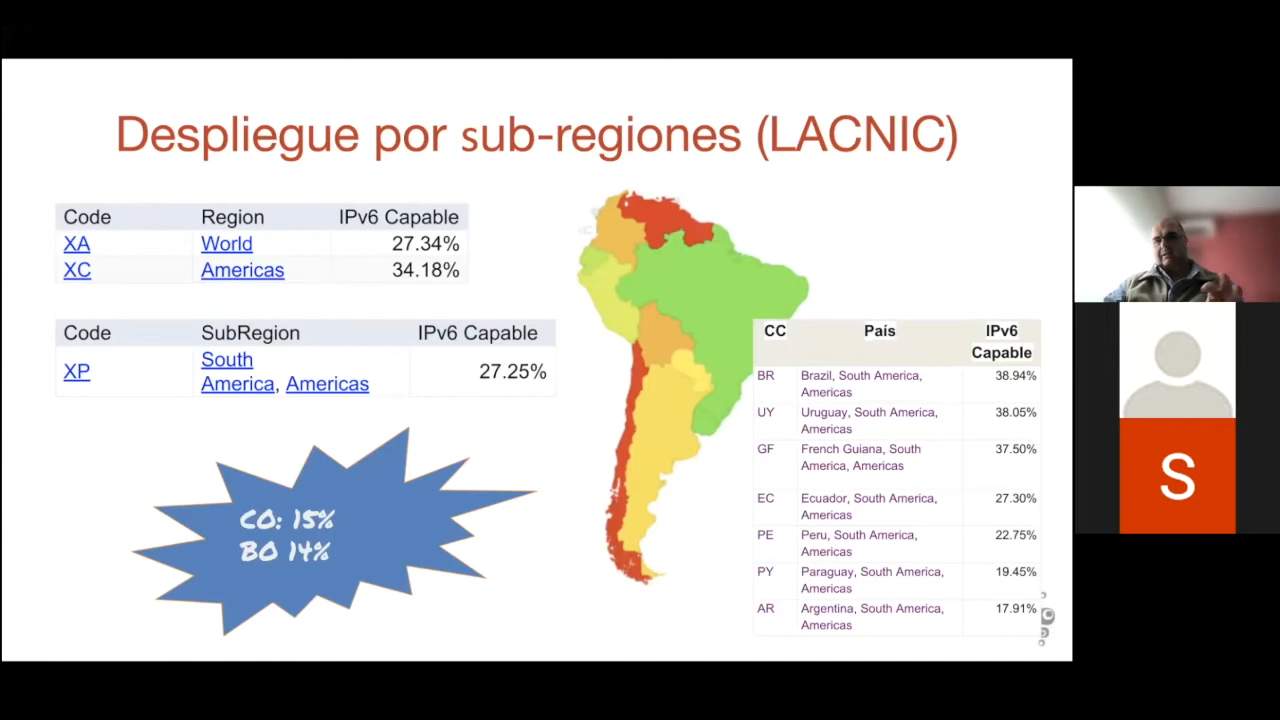 Despliegue por sub-regiones (LACNIC)
Code Region IPv6 Capable
XA World 27.34%
XC Americas 34.18%
Code SubRegion IPv6 Capable
XP South America, Americas 27.25%
CO: 15%
BO 14%
CC País IPv6 Capable
BR Brazil, South America, Americas 38.94%
UY Uruguay, South America, Americas 38.05%
GF French Guiana, South America, Americas 37.50%
EC Ecuador, South America, Americas 27.30%
PE Peru, South America, Americas 22.75%
PY Paraguay, South America, Americas 19.45%
AR Argentina, South America, Americas 17.91%
S